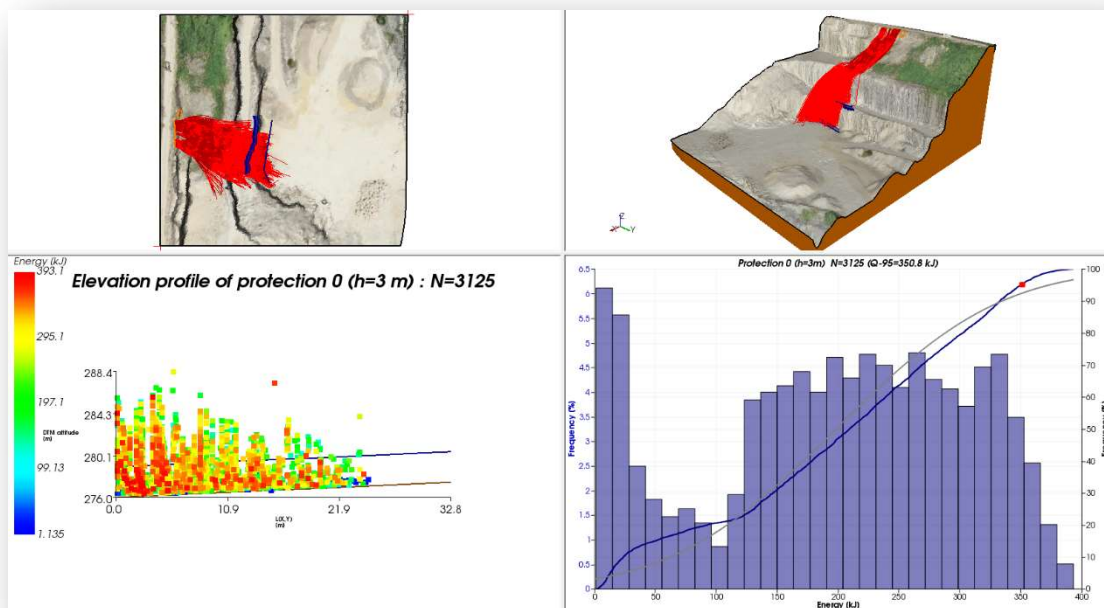 Z
X
Y
Energy (kJ)
393.1
295.1
197.1
99.13
1.135
Elevation profile of protection 0 (h=3 m) : N=3125
288.4
284.3
280.1
276.0
DTM altitude
(m)
0.0 10.9 21.9 32.8
L(X,Y)
(m)
Protection 0 (h=3m) N=3125 (Q-95=350.8 kJ)
Frequency (%)
6.5
6
5.5
5
4.5
4
3.5
3
2.5
2
1.5
1
0.5
0
100
90
80
70
60
50
40
30
20
10
0
0 50 100 150 200 250 300 350 400
Energy (kJ)